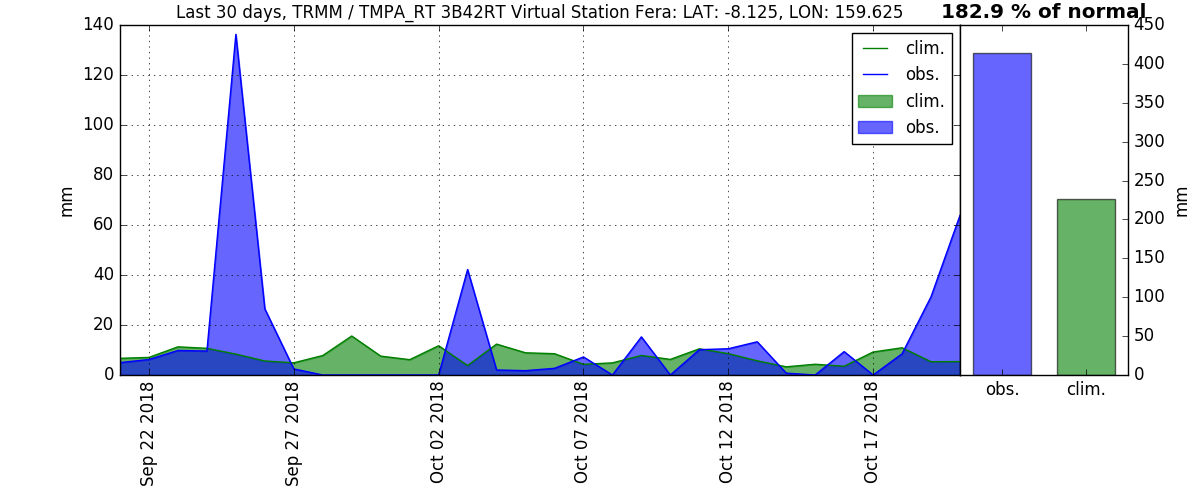 Last 30 days, TRMM / TMPA_RT 3B42RT Virtual Station Fera: LAT: -8.125, LON: 159.625
182.9 % of normal
140
120
100
80
60
40
20
0
mm
clim.
obs.
clim.
obs.
Sep 22 2018
Sep 27 2018
Oct 02 2018
Oct 07 2018
Oct 12 2018
Oct 17 2018
450
400
350
300
250
200
150
100
50
0
mm
obs.
clim.